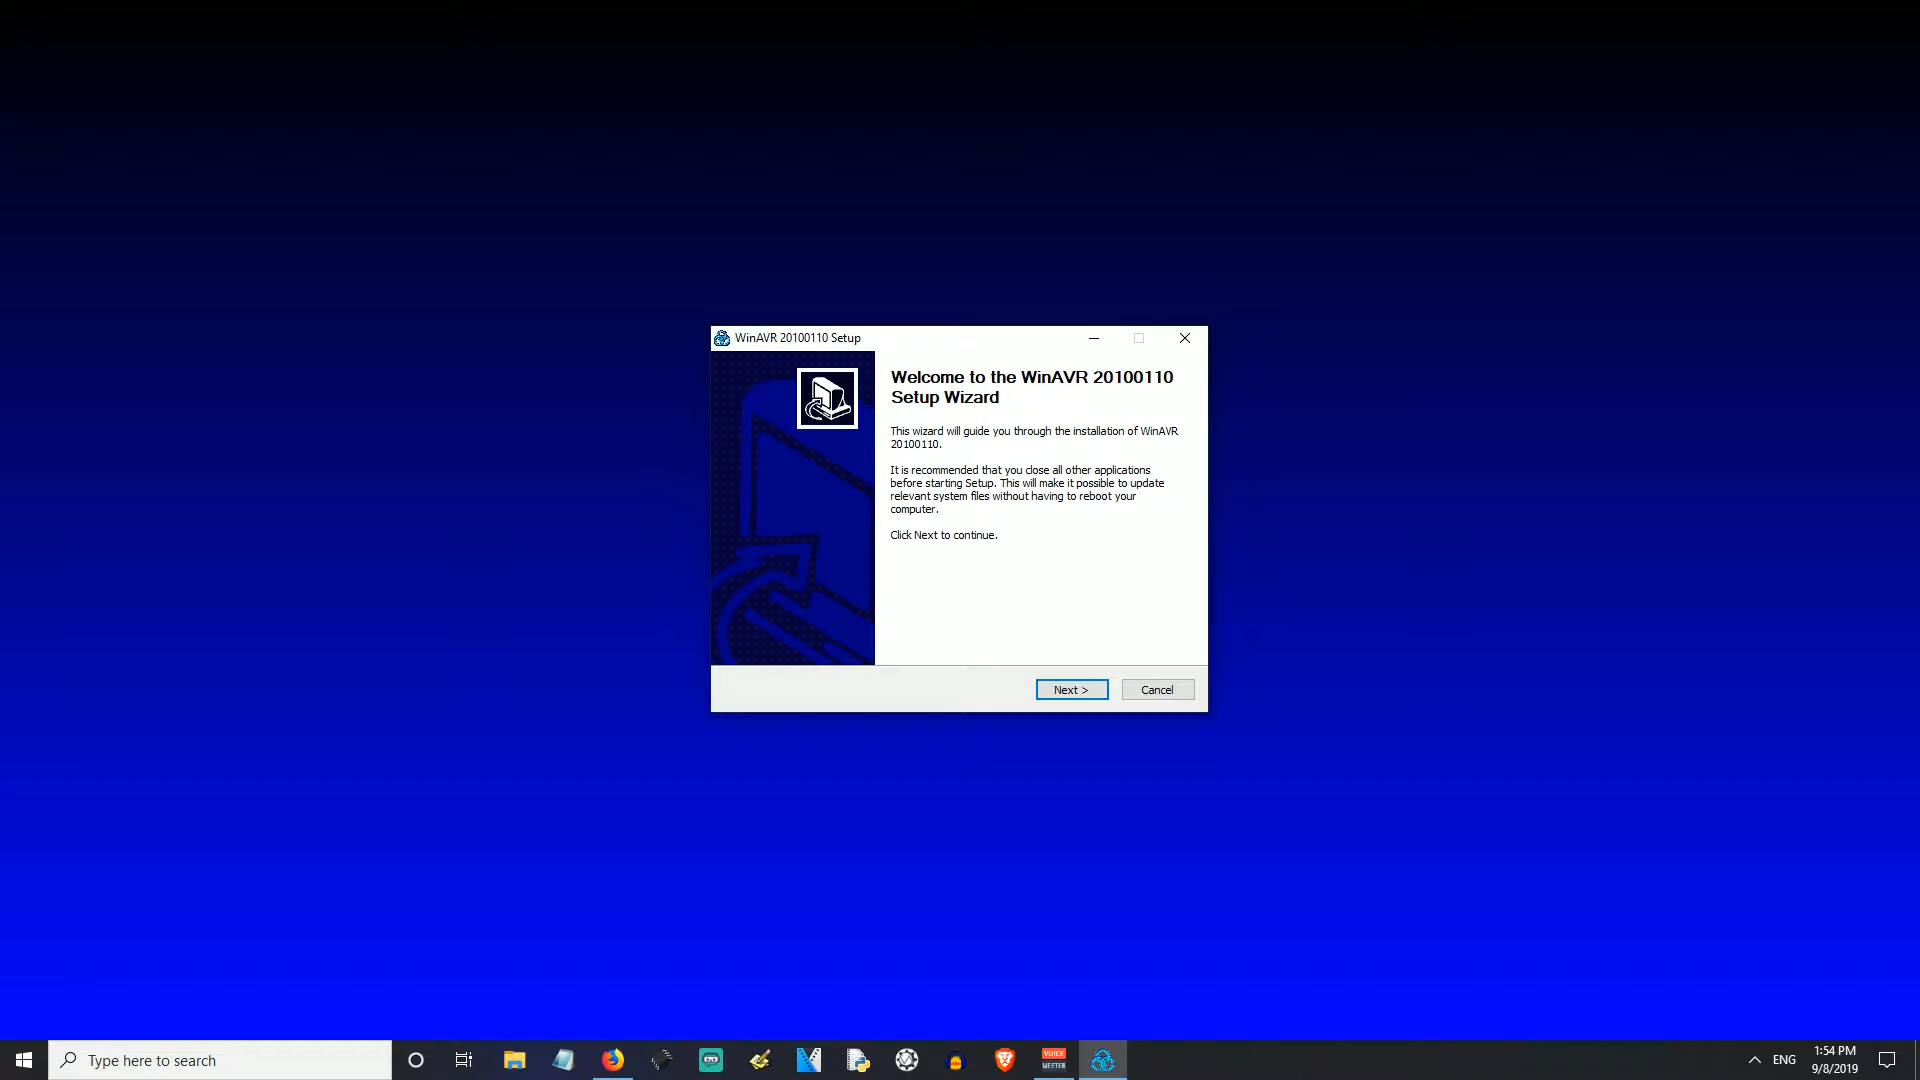 WinAVR 20100110 Setup
Welcome to the WinAVR 20100110
Setup Wizard
This wizard will guide you through the installation of WinAVR
20100110.
It is recommended that you close all other applications
before starting Setup. This will make it possible to update
relevant system files without having to reboot your
computer.
Click Next to continue.
Next >
Cancel
Type here to search
VOICE
MEETER
ENG
1:54 PM
9/8/2019